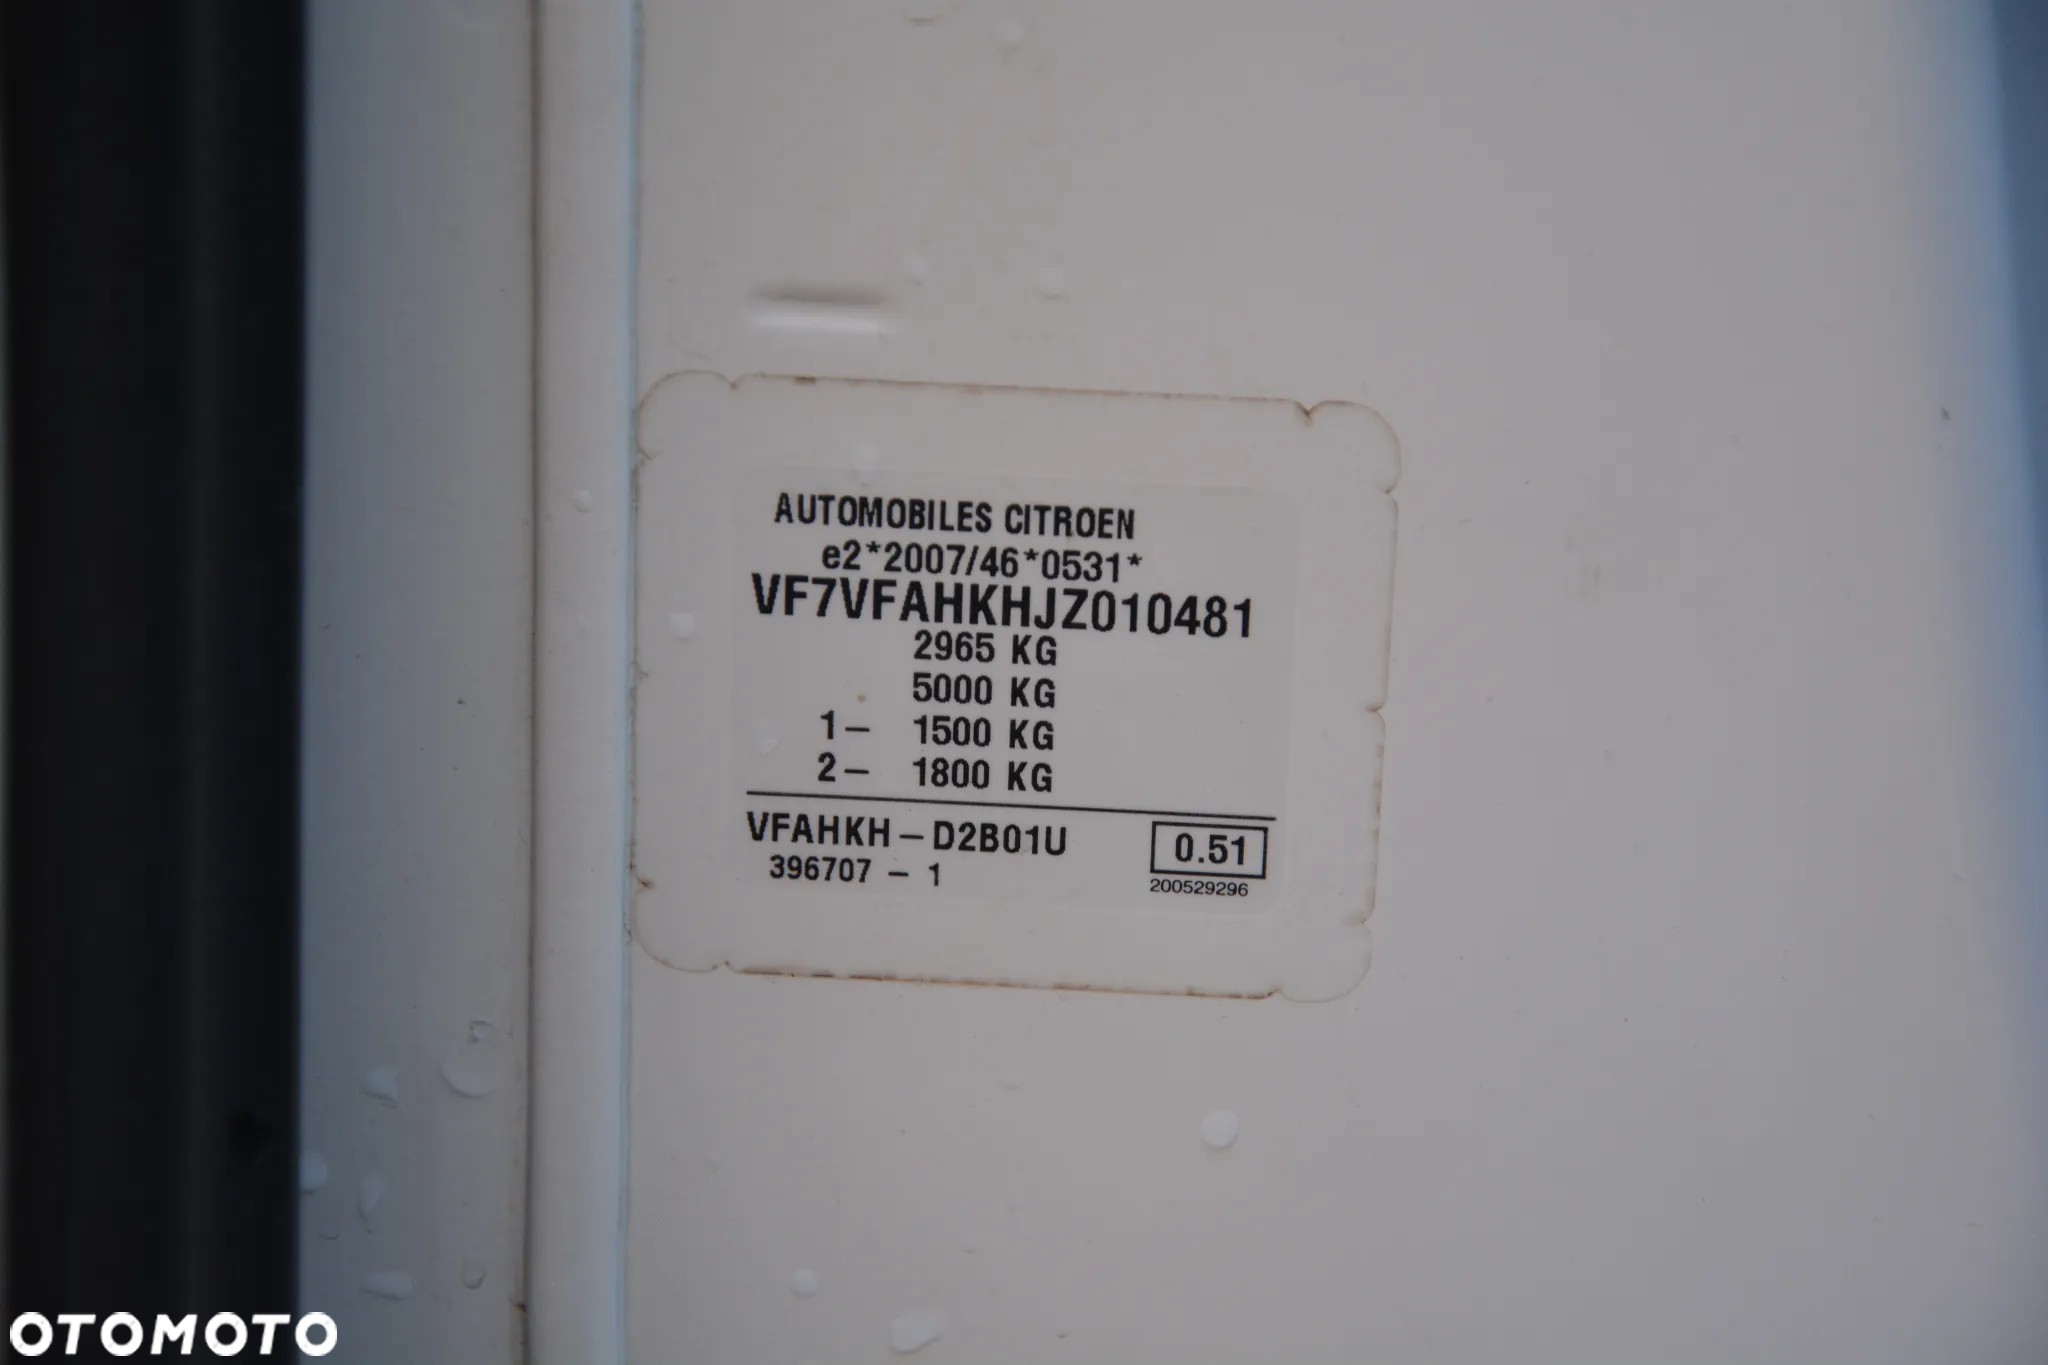 AUTOMOBILES CITROEN
e2*2007/46*0531*
VF7VFAHKHJZ010481
2965 KG
5000 KG
1– 1500 KG
2– 1800 KG
VFAHKH – D2B01U 0.51
396707 – 1 200529296
OTOMOTO